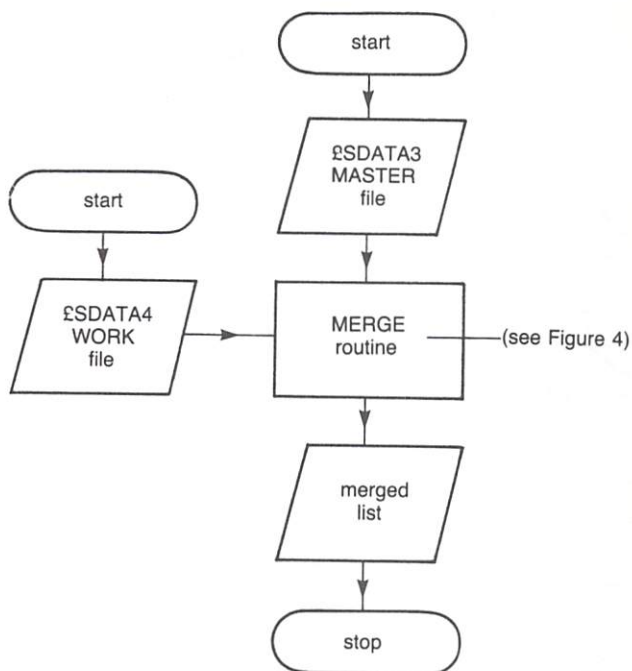 start
£SDATA3
MASTER
file
start
£SDATA4
WORK
file
MERGE
routine
(see Figure 4)
merged
list
stop